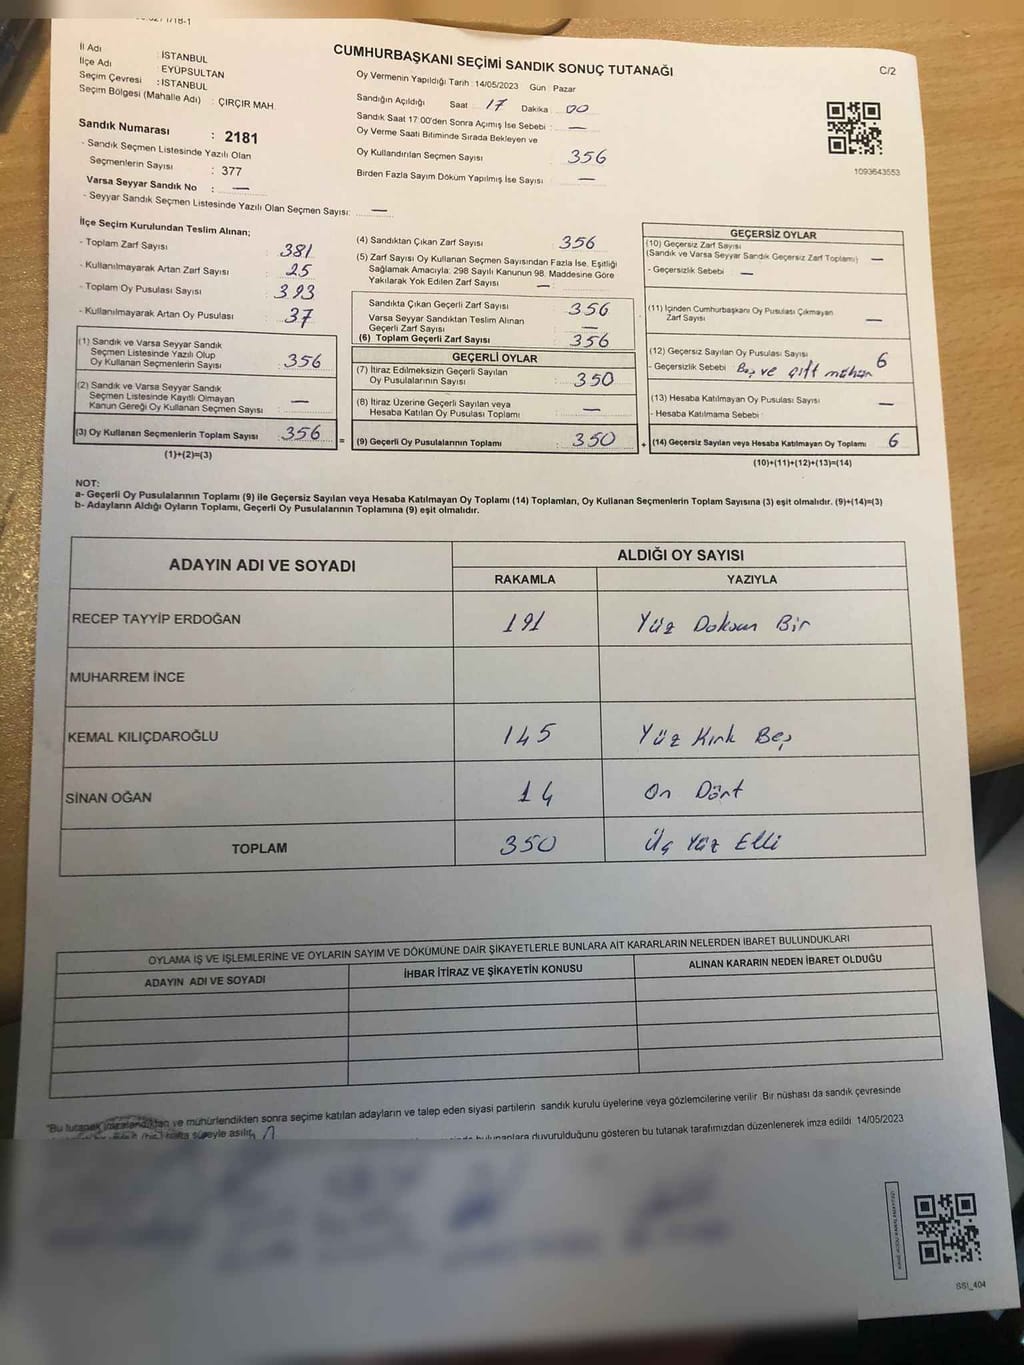 CUMHURBAŞKANI SEÇİMİ SANDIK SONUÇ TUTANAĞI
C/2
İl Adı : İSTANBUL
İlçe Adı : EYÜPSULTAN
Seçim Çevresi : İSTANBUL
Seçim Bölgesi (Mahalle Adı) : ÇIRÇIR MAH.
Sandık Numarası : 2181
- Sandık Seçmen Listesinde Yazılı Olan
Seçmenlerin Sayısı : 377
Varsa Seyyar Sandık No : —
- Seyyar Sandık Seçmen Listesinde Yazılı Olan Seçmen Sayısı: —
Oy Vermenin Yapıldığı Tarih : 14/05/2023 Gün Pazar
Sandığın Açıldığı Saat 17 Dakika 00
Sandık Saat 17:00'den Sonra Açmış İse Sebebi : —
Oy Verme Saati Bitiminde Sırada Bekleyen ve
Oy Kullandırılan Seçmen Sayısı 356
Birden Fazla Sayım Döküm Yapılmış İse Sayısı —
1093643553
İlçe Seçim Kurulundan Teslim Alınan;
- Toplam Zarf Sayısı : 381
- Kullanılmayarak Artan Zarf Sayısı : 25
- Toplam Oy Pusulası Sayısı : 393
- Kullanılmayarak Artan Oy Pusulası : 37
(1) Sandık ve Varsa Seyyar Sandık
Seçmen Listesinde Yazılı Olup
Oy Kullanan Seçmenlerin Sayısı : 356
(2) Sandık ve Varsa Seyyar Sandık
Seçmen Listesinde Kayıtlı Olmayan
Kanun Gereği Oy Kullanan Seçmen Sayısı : —
(3) Oy Kullanan Seçmenlerin Toplam Sayısı : 356
(1)+(2)=(3)
(4) Sandıktan Çıkan Zarf Sayısı 356
(5) Zarf Sayısı Oy Kullanan Seçmen Sayısından Fazla İse, Eşitliği
Sağlamak Amacıyla, 298 Sayılı Kanunun 98. Maddesine Göre
Yakılarak Yok Edilen Zarf Sayısı —
Sandıkta Çıkan Geçerli Zarf Sayısı 356
Varsa Seyyar Sandıktan Teslim Alınan
Geçerli Zarf Sayısı —
(6) Toplam Geçerli Zarf Sayısı 356
GEÇERLİ OYLAR
(7) İtiraz Edilmeksizin Geçerli Sayılan
Oy Pusulalarının Sayısı : 350
(8) İtiraz Üzerine Geçerli Sayılan veya
Hesaba Katılan Oy Pusulası Toplamı : —
= (9) Geçerli Oy Pusulalarının Toplamı : 350
GEÇERSİZ OYLAR
(10) Geçersiz Zarf Sayısı
(Sandık ve Varsa Seyyar Sandık Geçersiz Zarf Toplamı) —
- Geçersizlik Sebebi : —
(11) İçinden Cumhurbaşkanı Oy Pusulası Çıkmayan
Zarf Sayısı —
(12) Geçersiz Sayılan Oy Pusulası Sayısı 6
- Geçersizlik Sebebi Boş ve çift mühür
(13) Hesaba Katılmayan Oy Pusulası Sayısı —
- Hesaba Katılmama Sebebi
+ (14) Geçersiz Sayılan veya Hesaba Katılmayan Oy Toplamı 6
(10)+(11)+(12)+(13)=(14)
NOT:
a- Geçerli Oy Pusulalarının Toplamı (9) ile Geçersiz Sayılan veya Hesaba Katılmayan Oy Toplamı (14) Toplamları, Oy Kullanan Seçmenlerin Toplam Sayısına (3) eşit olmalıdır. (9)+(14)=(3)
b- Adayların Aldığı Oyların Toplamı, Geçerli Oy Pusulalarının Toplamına (9) eşit olmalıdır.
ADAYIN ADI VE SOYADI ALDIĞI OY SAYISI
RAKAMLA YAZIYLA
RECEP TAYYİP ERDOĞAN 191 Yüz Doksan Bir
MUHARREM İNCE
KEMAL KILIÇDAROĞLU 145 Yüz Kırk Beş
SİNAN OĞAN 14 On Dört
TOPLAM 350 Üç Yüz Elli
OYLAMA İŞ VE İŞLEMLERİNE VE OYLARIN SAYIM VE DÖKÜMÜNE DAİR ŞİKAYETLERLE BUNLARA AİT KARARLARIN NELERDEN İBARET BULUNDUKLARI
ADAYIN ADI VE SOYADI İHBAR İTİRAZ VE ŞİKAYETİN KONUSU ALINAN KARARIN NEDEN İBARET OLDUĞU
"Bu tutanak imzalandıktan ve mühürlendikten sonra seçime katılan adayların ve talep eden siyasi partilerin sandık kurulu üyelerine veya gözlemcilerine verilir Bir nüshası da sandık çevresinde
hafta süreyle asılır. bulunanlara duyurulduğunu gösteren bu tutanak tarafımızdan düzenlenerek imza edildi 14/05/2023
SSI_404